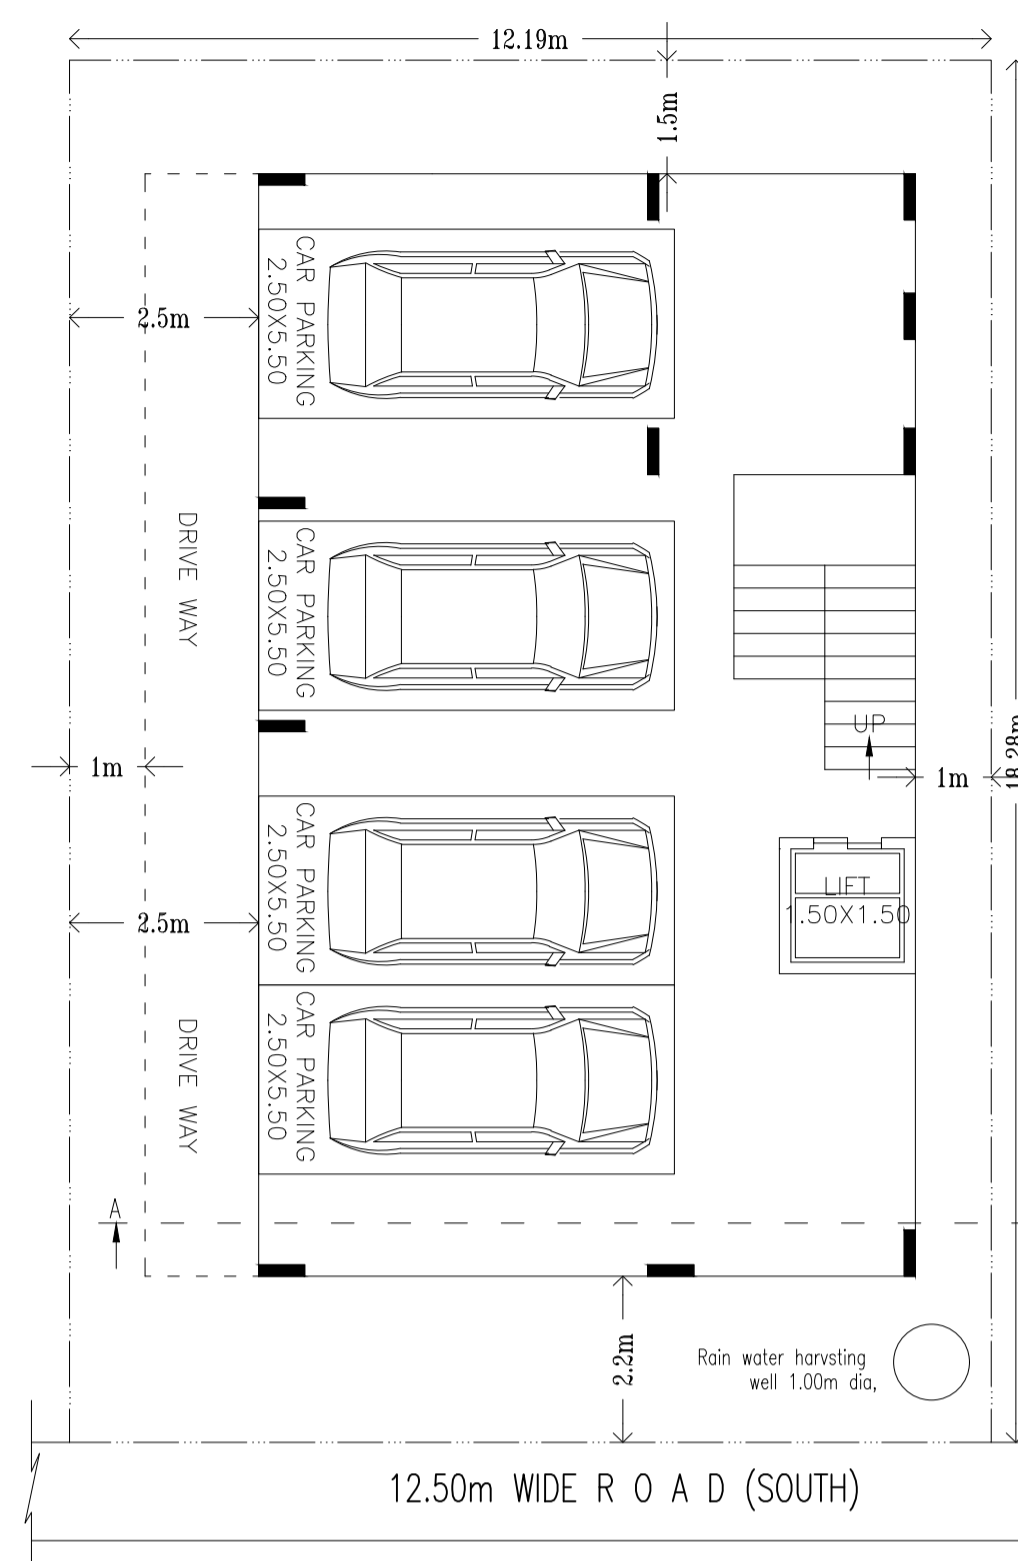 12.19m
1.5m
CAR PARKING
2.50X5.50
2.5m
DRIVE WAY
CAR PARKING
2.50X5.50
UP
1m
1m
18.28m
CAR PARKING
2.50X5.50
LIFT
1.50X1.50
2.5m
CAR PARKING
2.50X5.50
DRIVE WAY
A
2.2m
Rain water harvsting
well 1.00m dia,
12.50m WIDE R O A D (SOUTH)